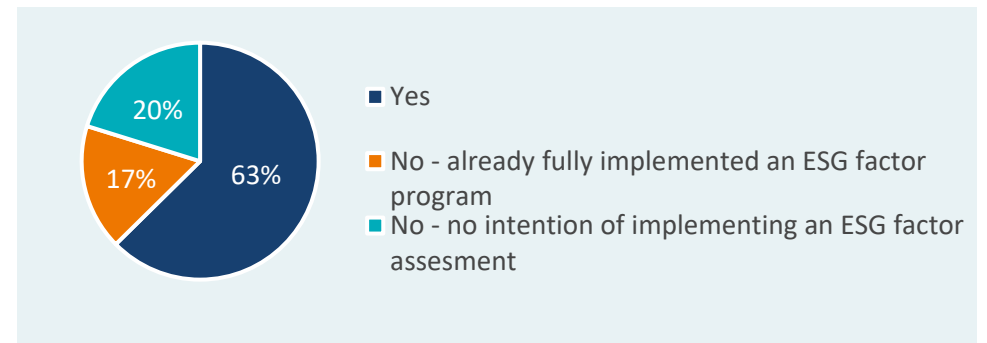 20%
17%
63%
Yes
No - already fully implemented an ESG factor
program
No - no intention of implementing an ESG factor
assesment